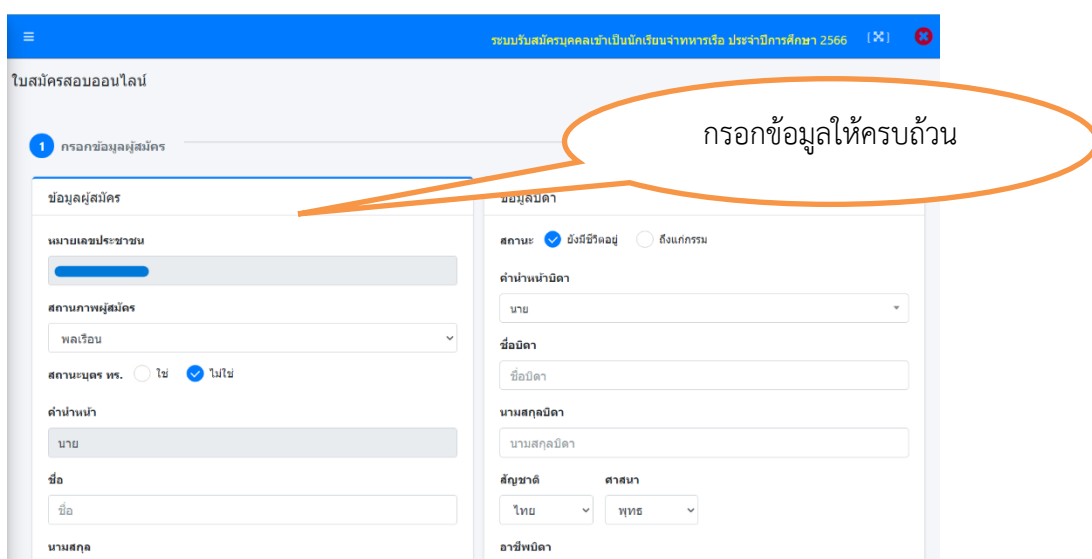 ระบบรับสมัครบุคคลเข้าเป็นนักเรียนจ่าทหารเรือ ประจำปีการศึกษา 2566
ใบสมัครสอบออนไลน์
กรอกข้อมูลให้ครบถ้วน
1 กรอกข้อมูลผู้สมัคร
ข้อมูลผู้สมัคร
หมายเลขประชาชน
สถานภาพผู้สมัคร
พลเรือน
สถานะบุตร ทร. ใช่ ไม่ใช่
คำนำหน้า
นาย
ชื่อ
ชื่อ
นามสกุล
ข้อมูลบิดา
สถานะ ยังมีชีวิตอยู่ ถึงแก่กรรม
คำนำหน้าบิดา
นาย
ชื่อบิดา
ชื่อบิดา
นามสกุลบิดา
นามสกุลบิดา
สัญชาติ ศาสนา
ไทย พุทธ
อาชีพบิดา